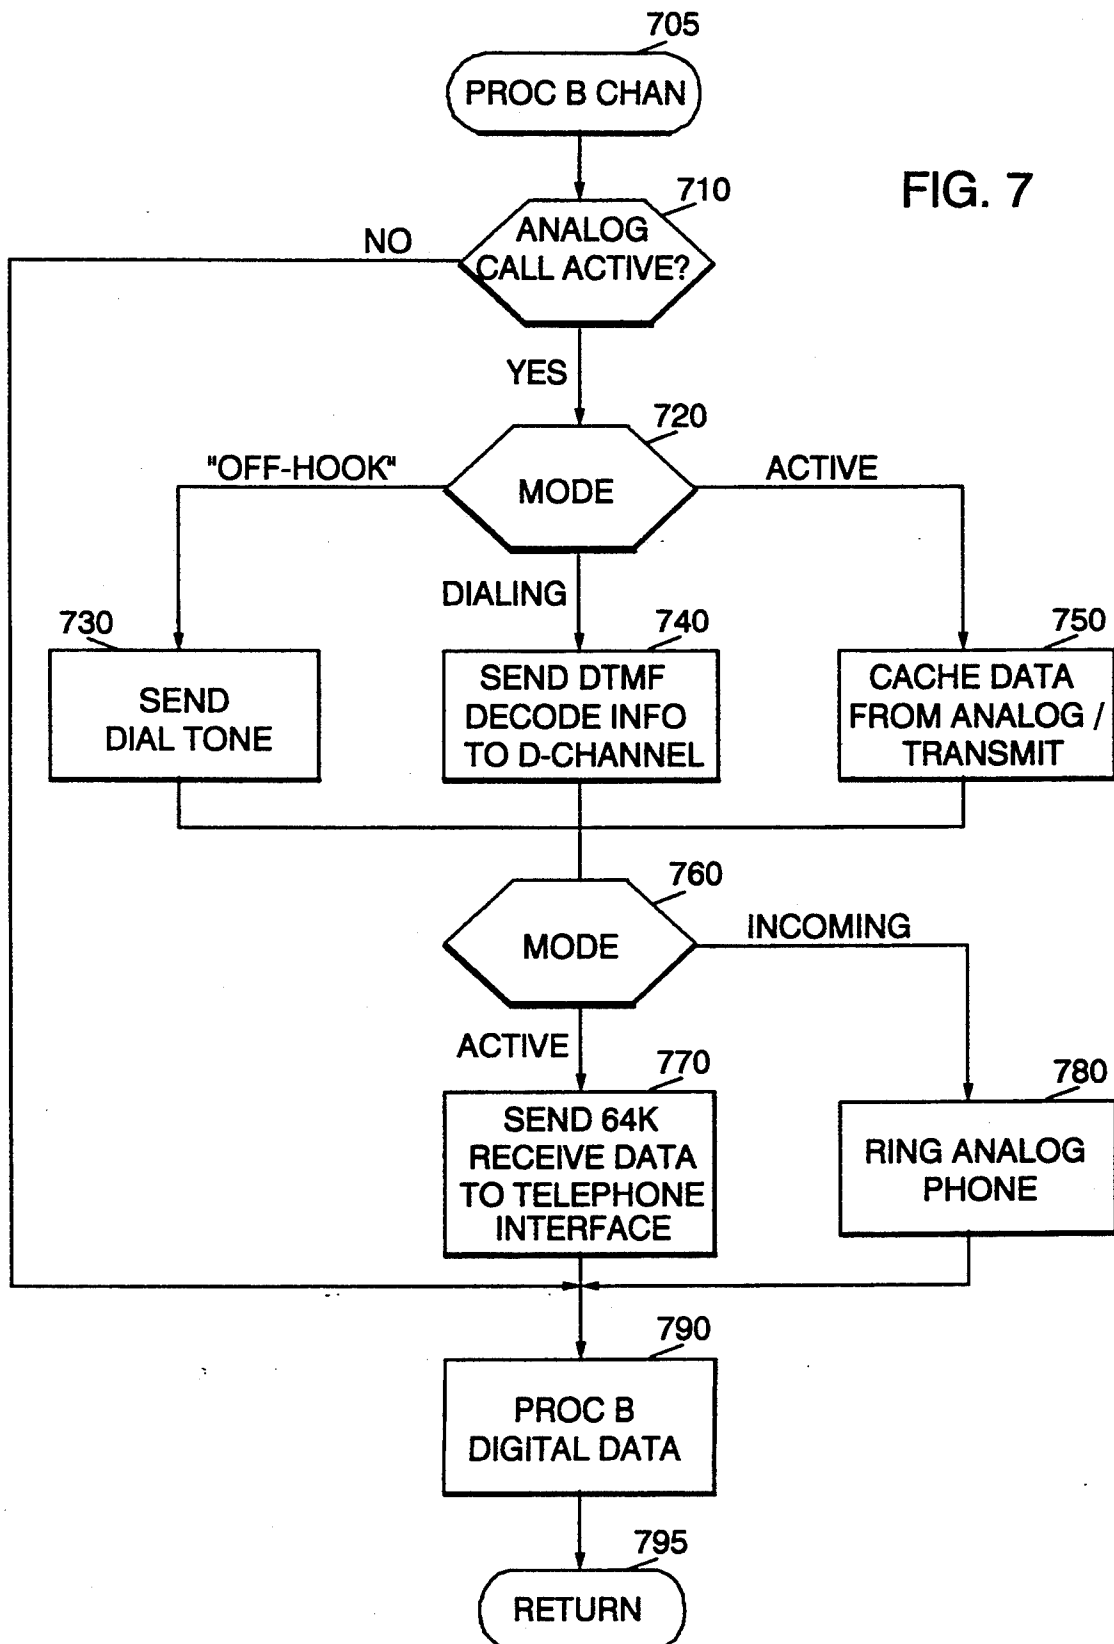 705
PROC B CHAN
FIG. 7
710
ANALOG
CALL ACTIVE?
NO
YES
720
MODE
"OFF-HOOK"
ACTIVE
DIALING
730
SEND
DIAL TONE
740
SEND DTMF
DECODE INFO
TO D-CHANNEL
750
CACHE DATA
FROM ANALOG /
TRANSMIT
760
MODE
INCOMING
ACTIVE
770
SEND 64K
RECEIVE DATA
TO TELEPHONE
INTERFACE
780
RING ANALOG
PHONE
790
PROC B
DIGITAL DATA
795
RETURN